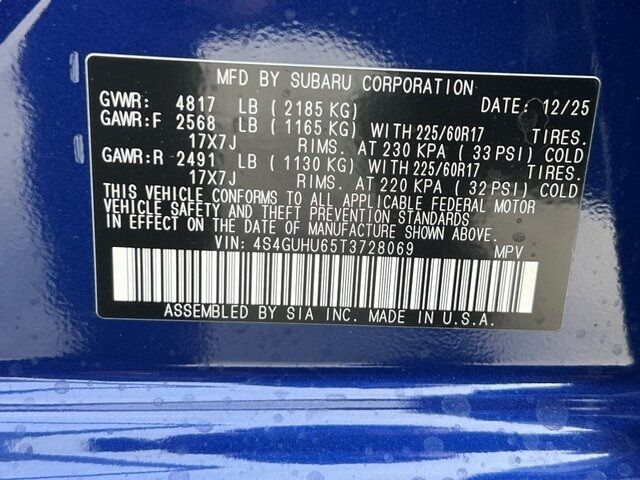 MFD BY SUBARU CORPORATION
GVWR: 4817 LB ( 2185 KG) DATE: 12/25
GAWR:F 2568 LB ( 1165 KG) WITH 225/60R17 TIRES.
17X7J RIMS. AT 230 KPA ( 33 PSI) COLD
GAWR:R 2491 LB ( 1130 KG) WITH 225/60R17 TIRES.
17X7J RIMS. AT 220 KPA ( 32 PSI) COLD
THIS VEHICLE CONFORMS TO ALL APPLICABLE FEDERAL MOTOR
VEHICLE SAFETY AND THEFT PREVENTION STANDARDS
IN EFFECT ON THE DATE OF MANUFACTURE SHOWN ABOVE.
VIN: 4S4GUHU65T3728069 MPV
ASSEMBLED BY SIA INC. MADE IN U.S.A.